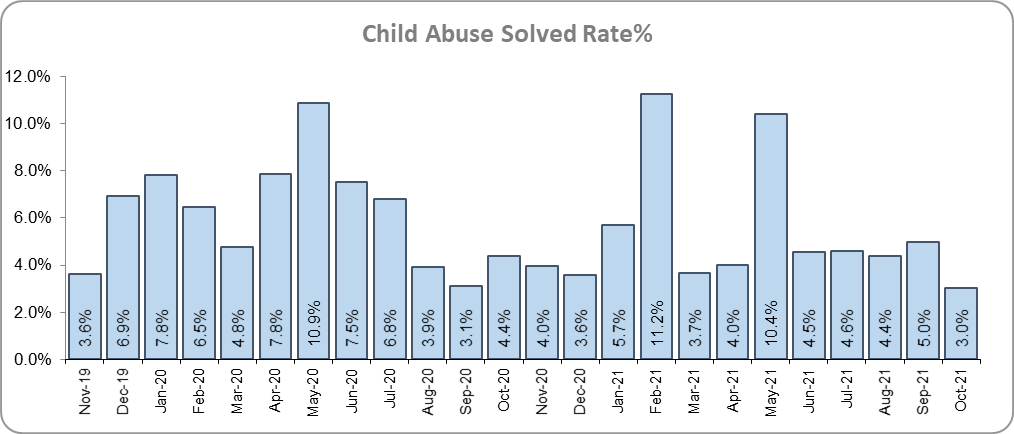 Child Abuse Solved Rate%
12.0%
10.0%
8.0%
6.0%
4.0%
2.0%
0.0%
3.6%
6.9%
7.8%
6.5%
4.8%
7.8%
10.9%
7.5%
6.8%
3.9%
3.1%
4.4%
4.0%
3.6%
5.7%
11.2%
3.7%
4.0%
10.4%
4.5%
4.6%
4.4%
5.0%
3.0%
Nov-19
Dec-19
Jan-20
Feb-20
Mar-20
Apr-20
May-20
Jun-20
Jul-20
Aug-20
Sep-20
Oct-20
Nov-20
Dec-20
Jan-21
Feb-21
Mar-21
Apr-21
May-21
Jun-21
Jul-21
Aug-21
Sep-21
Oct-21